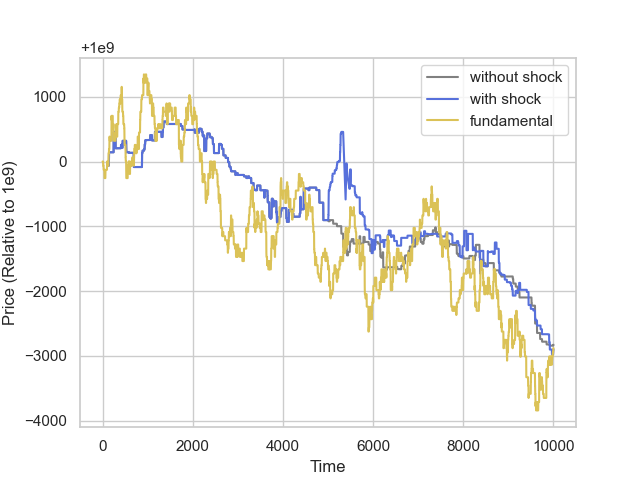 +1e9
1000
0
−1000
−2000
−3000
−4000
Price (Relative to 1e9)
without shock
with shock
fundamental
0
2000
4000
6000
8000
10000
Time